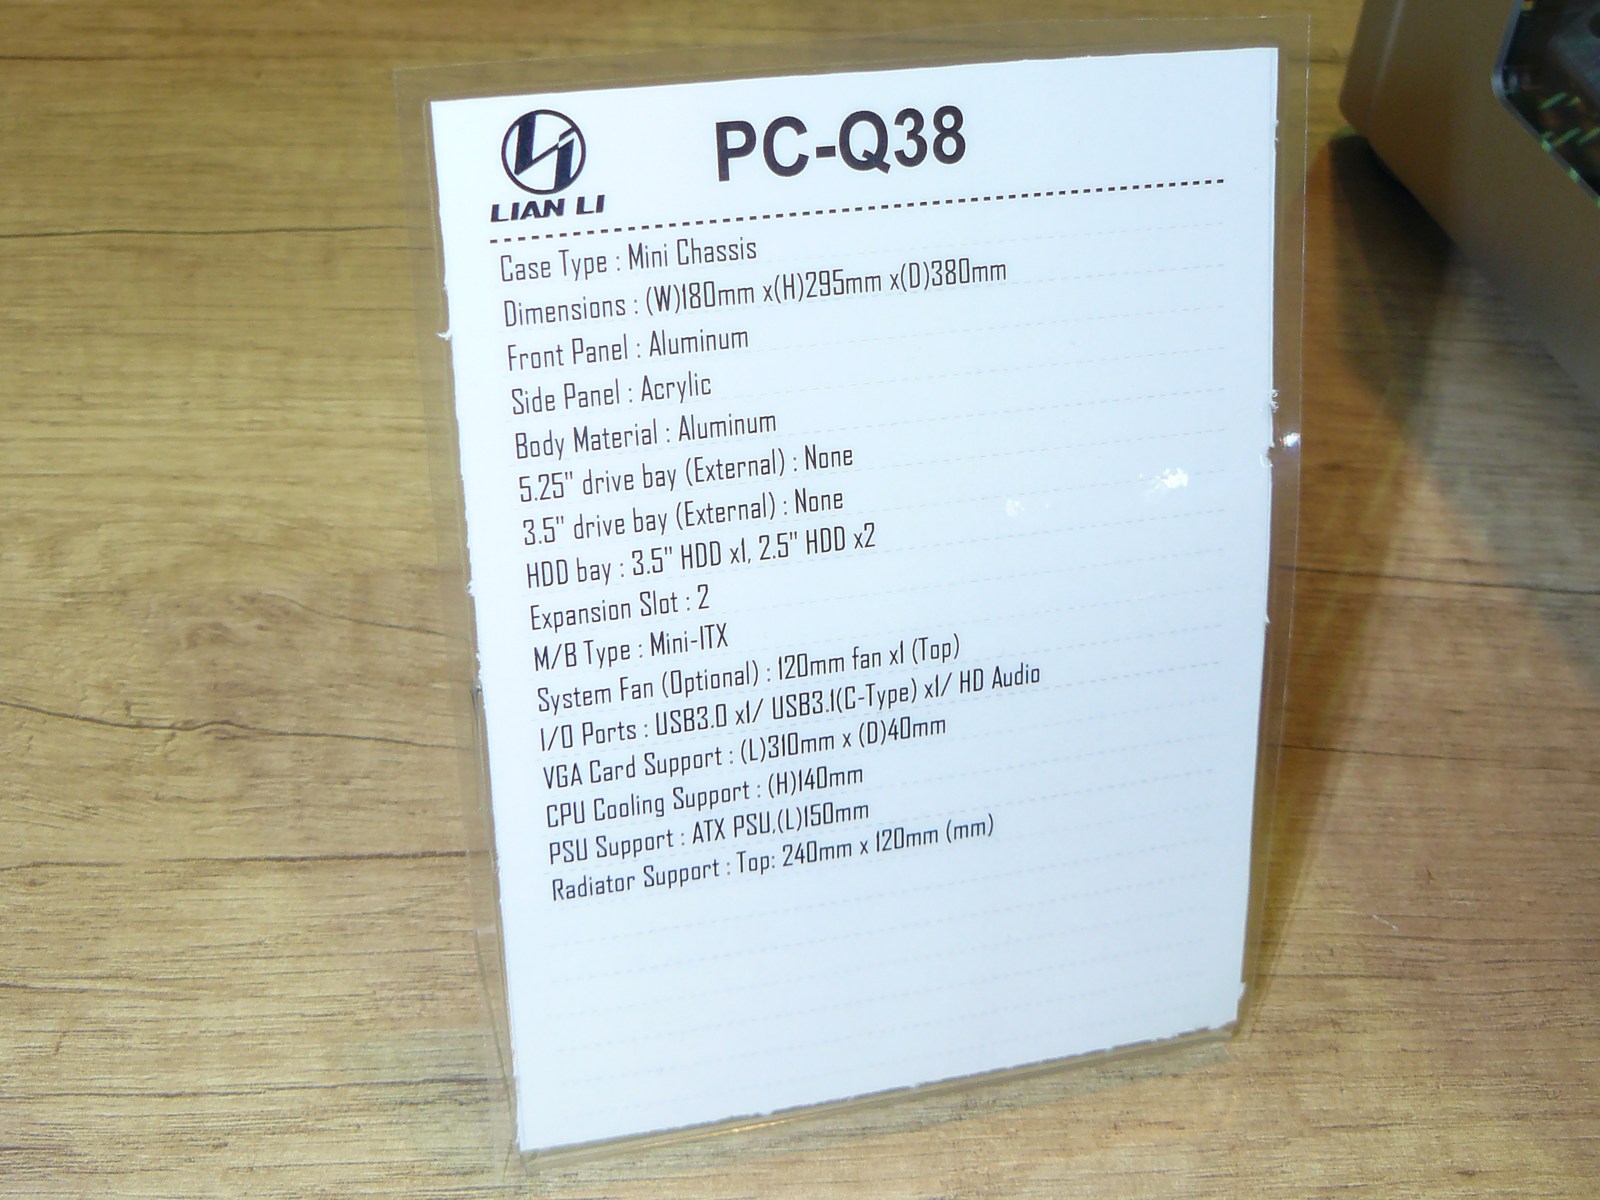 PC-Q38
LIAN LI
Case Type : Mini Chassis
Dimensions : (W)180mm x(H)295mm x(D)380mm
Front Panel : Aluminum
Side Panel : Acrylic
Body Material : Aluminum
5.25" drive bay (External) : None
3.5" drive bay (External) : None
HDD bay : 3.5" HDD x1, 2.5" HDD x2
Expansion Slot : 2
M/B Type : Mini-ITX
System Fan (Optional) : 120mm fan x1 (Top)
I/O Ports : USB3.0 x1/ USB3.1(C-Type) x1/ HD Audio
VGA Card Support : (L)310mm x (D)40mm
CPU Cooling Support : (H)140mm
PSU Support : ATX PSU,(L)150mm
Radiator Support : Top: 240mm x 120mm (mm)